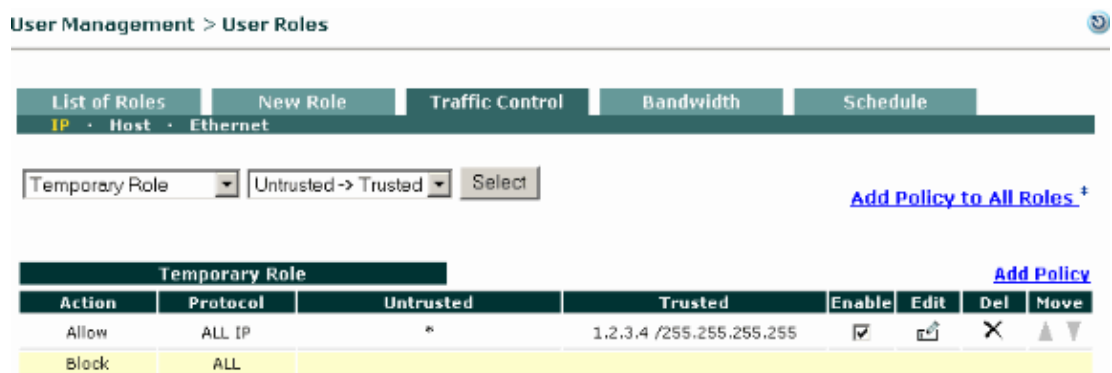 User Management > User Roles
List of Roles New Role Traffic Control Bandwidth Schedule
IP · Host · Ethernet
Temporary Role Untrusted -> Trusted Select
Add Policy to All Roles ‡
Temporary Role Add Policy
Action Protocol Untrusted Trusted Enable Edit Del Move
Allow ALL IP * 1.2.3.4 /255.255.255.255
Block ALL